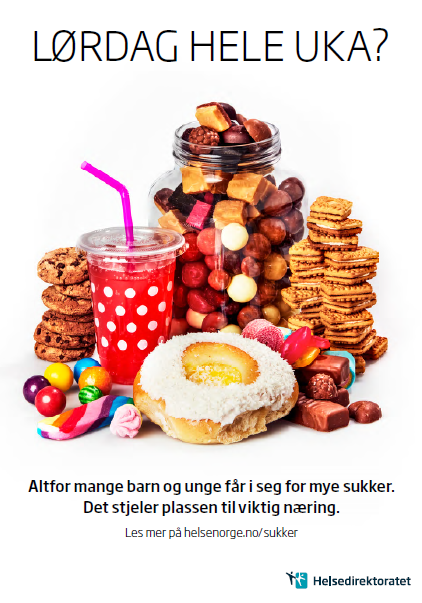 LØRDAG HELE UKA?
Altfor mange barn og unge får i seg for mye sukker.
Det stjeler plassen til viktig næring.
Les mer på helsenorge.no/sukker
Helsedirektoratet